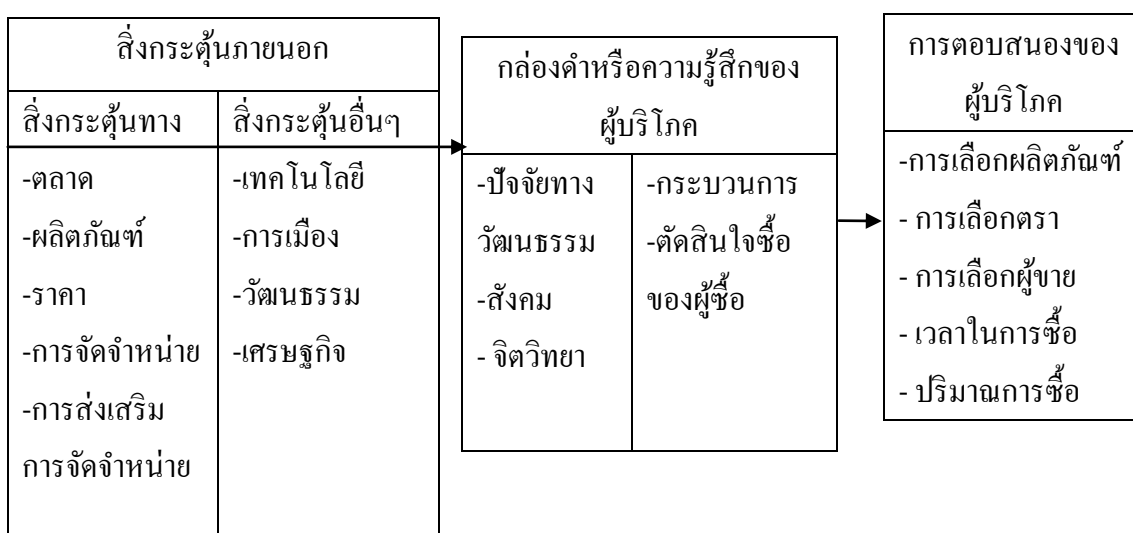 สิ่งกระตุ้นภายนอก
สิ่งกระตุ้นทาง
-ตลาด
-ผลิตภัณฑ์
-ราคา
-การจัดจำหน่าย
-การส่งเสริม
การจัดจำหน่าย
สิ่งกระตุ้นอื่นๆ
-เทคโนโลยี
-การเมือง
-วัฒนธรรม
-เศรษฐกิจ
กล่องดำหรือความรู้สึกของ
ผู้บริโภค
-ปัจจัยทาง
วัฒนธรรม
-สังคม
- จิตวิทยา
-กระบวนการ
-ตัดสินใจซื้อ
ของผู้ซื้อ
การตอบสนองของ
ผู้บริโภค
-การเลือกผลิตภัณฑ์
- การเลือกตรา
- การเลือกผู้ขาย
- เวลาในการซื้อ
- ปริมาณการซื้อ